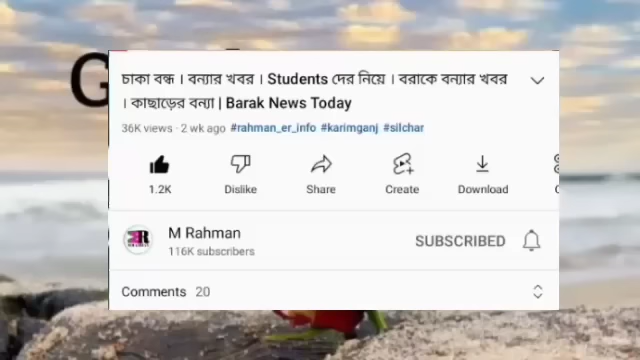 চাকা বন্ধ । বন্যার খবর । Students দের নিয়ে । বরাকে বন্যার খবর
। কাছাড়ের বন্যা | Barak News Today
36K views · 2 wk ago #rahman_er_info #karimganj #silchar
1.2K Dislike Share Create Download
M Rahman
116K subscribers
SUBSCRIBED
Comments 20